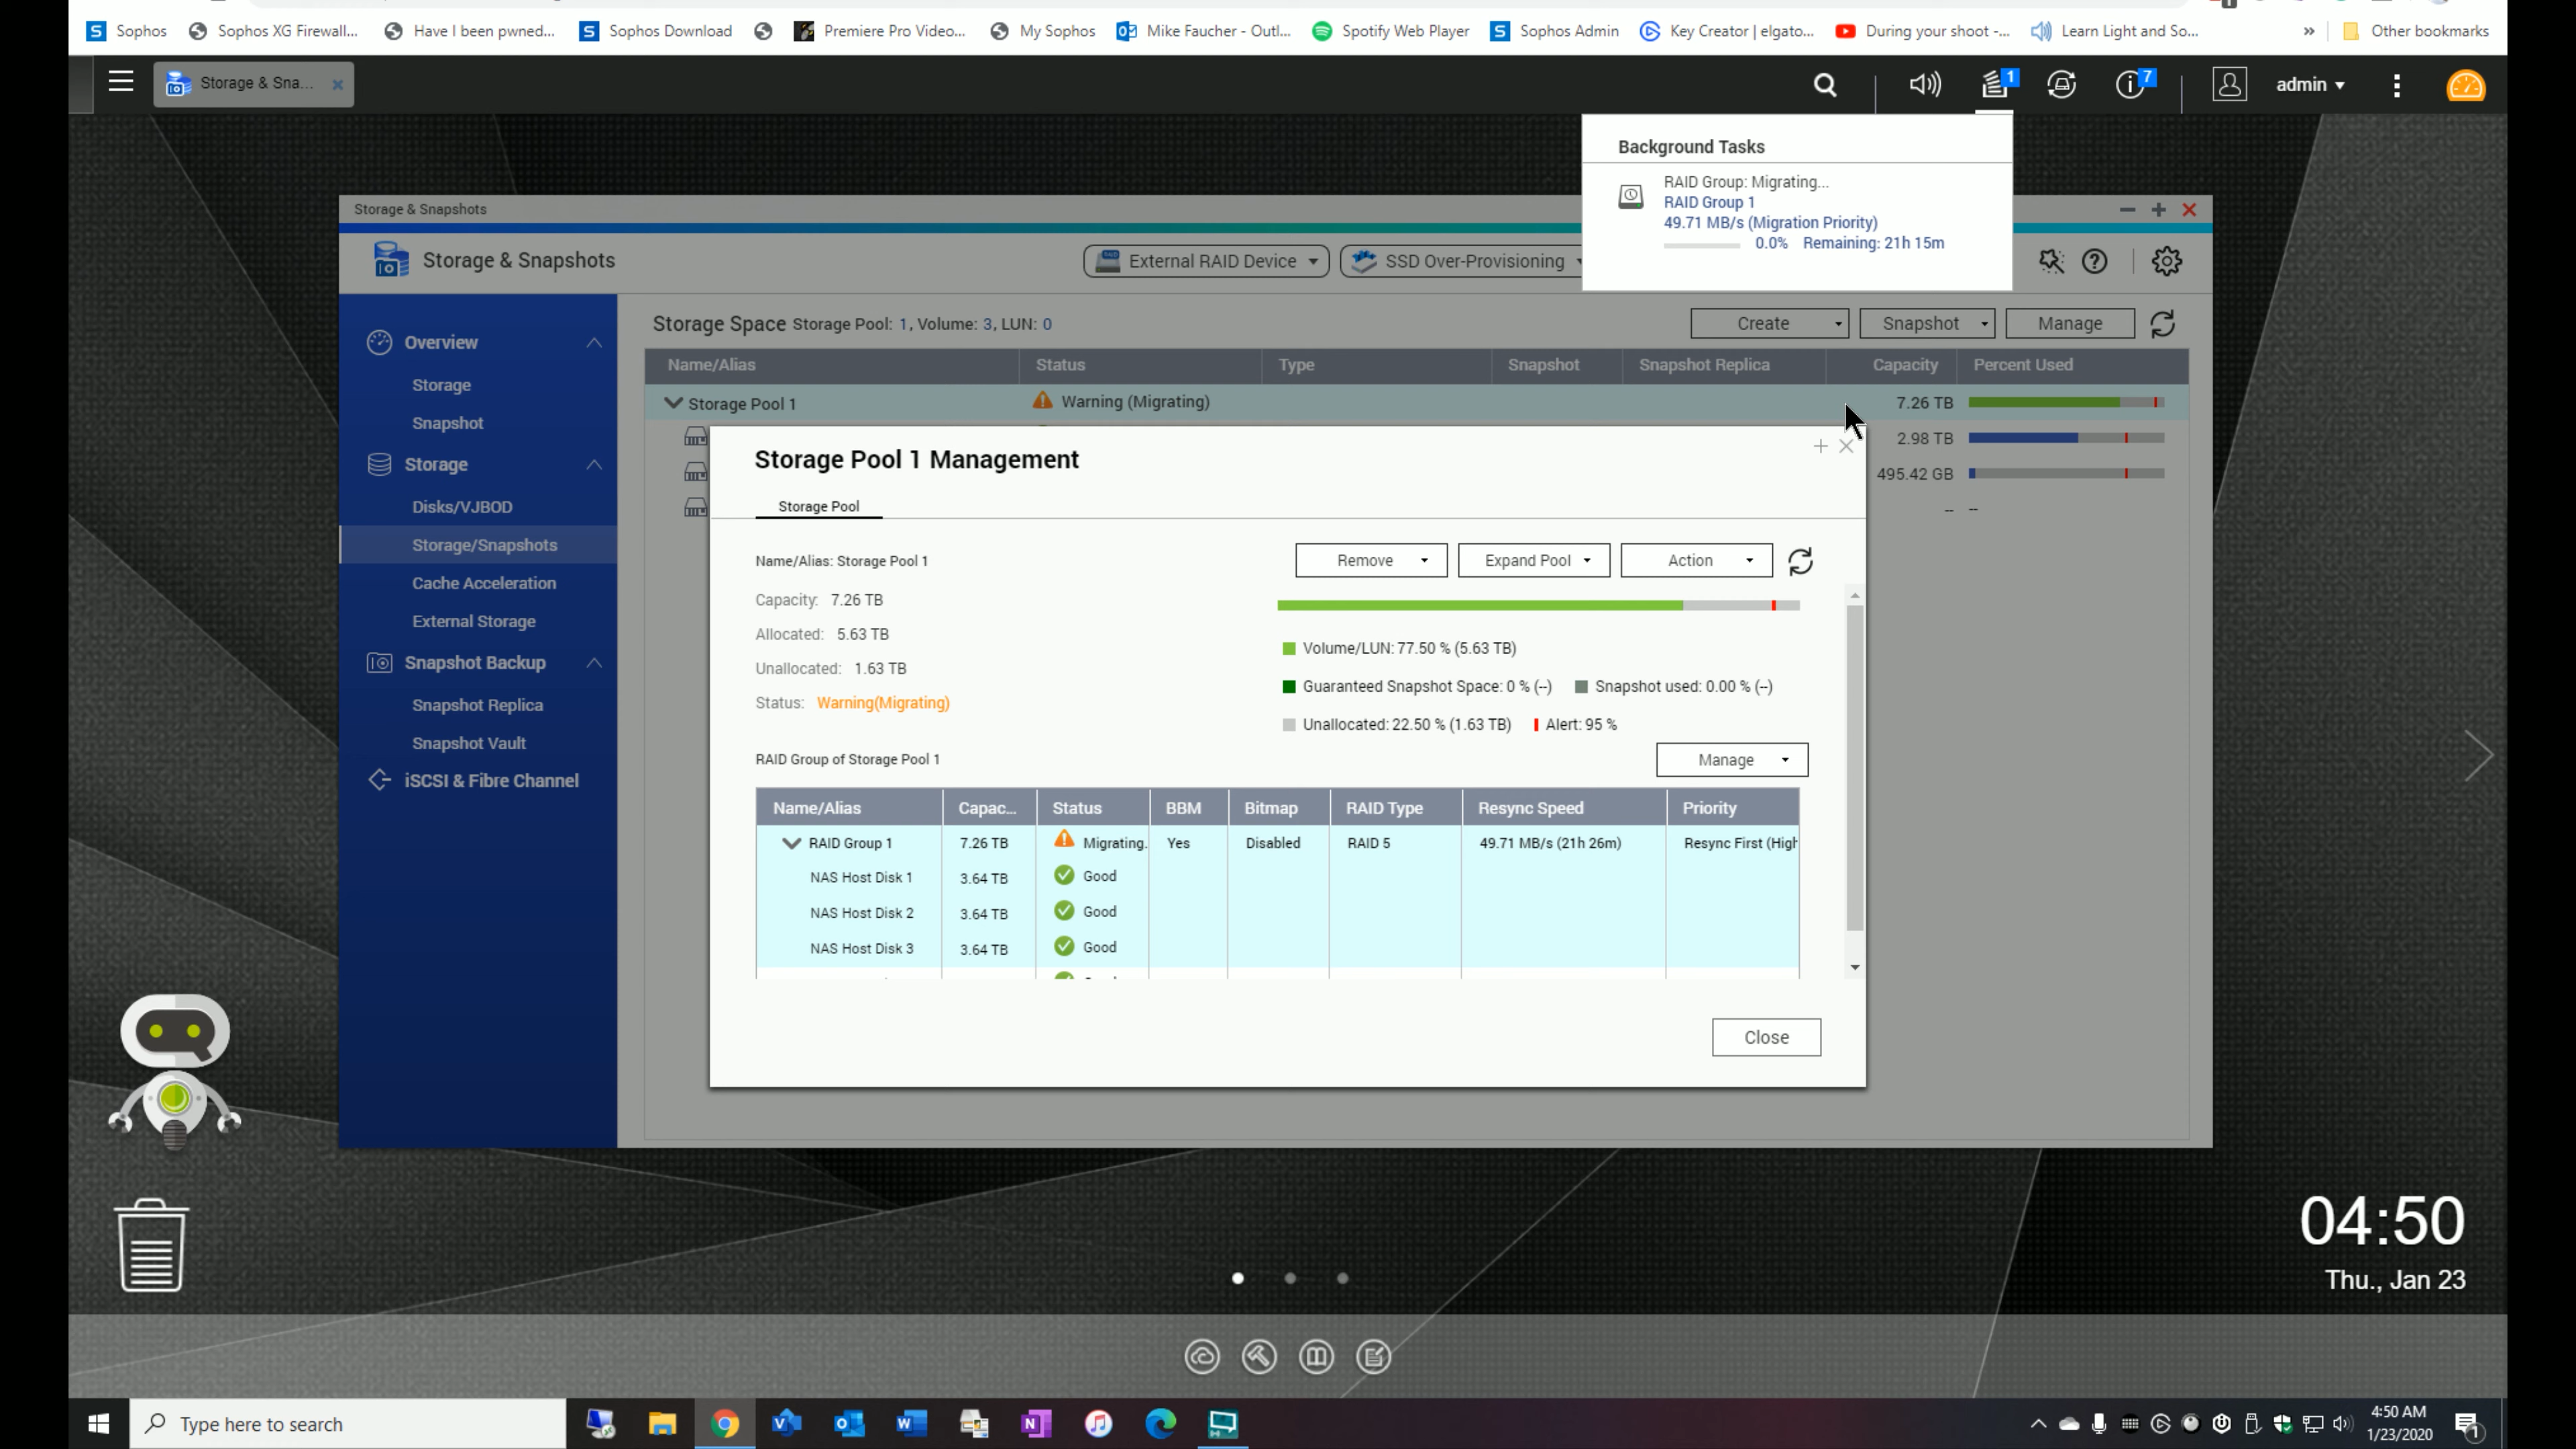 Sophos
Sophos XG Firewall...
Have I been pwned...
Sophos Download
Premiere Pro Video...
My Sophos
Mike Faucher - Outl...
Spotify Web Player
Sophos Admin
Key Creator | elgato...
During your shoot -...
Learn Light and So...
»
Other bookmarks
Storage & Sna...
1
7
admin
Background Tasks
RAID Group: Migrating...
RAID Group 1
49.71 MB/s (Migration Priority)
0.0% Remaining: 21h 15m
Storage & Snapshots
Storage & Snapshots
External RAID Device
SSD Over-Provisioning
Overview
Storage
Snapshot
Storage
Disks/VJBOD
Storage/Snapshots
Cache Acceleration
External Storage
Snapshot Backup
Snapshot Replica
Snapshot Vault
iSCSI & Fibre Channel
Storage Space Storage Pool: 1, Volume: 3, LUN: 0
Create
Snapshot
Manage
Name/Alias Status Type Snapshot Snapshot Replica Capacity Percent Used
Storage Pool 1 Warning (Migrating) 7.26 TB
2.98 TB
495.42 GB
-- --
Storage Pool 1 Management
Storage Pool
Name/Alias: Storage Pool 1
Remove
Expand Pool
Action
Capacity: 7.26 TB
Allocated: 5.63 TB
Unallocated: 1.63 TB
Status: Warning(Migrating)
Volume/LUN: 77.50 % (5.63 TB)
Guaranteed Snapshot Space: 0 % (--) Snapshot used: 0.00 % (--)
Unallocated: 22.50 % (1.63 TB) Alert: 95 %
RAID Group of Storage Pool 1
Manage
Name/Alias Capac... Status BBM Bitmap RAID Type Resync Speed Priority
RAID Group 1 7.26 TB Migrating. Yes Disabled RAID 5 49.71 MB/s (21h 26m) Resync First (High
NAS Host Disk 1 3.64 TB Good
NAS Host Disk 2 3.64 TB Good
NAS Host Disk 3 3.64 TB Good
Close
04:50
Thu., Jan 23
Type here to search
4:50 AM
1/23/2020
1